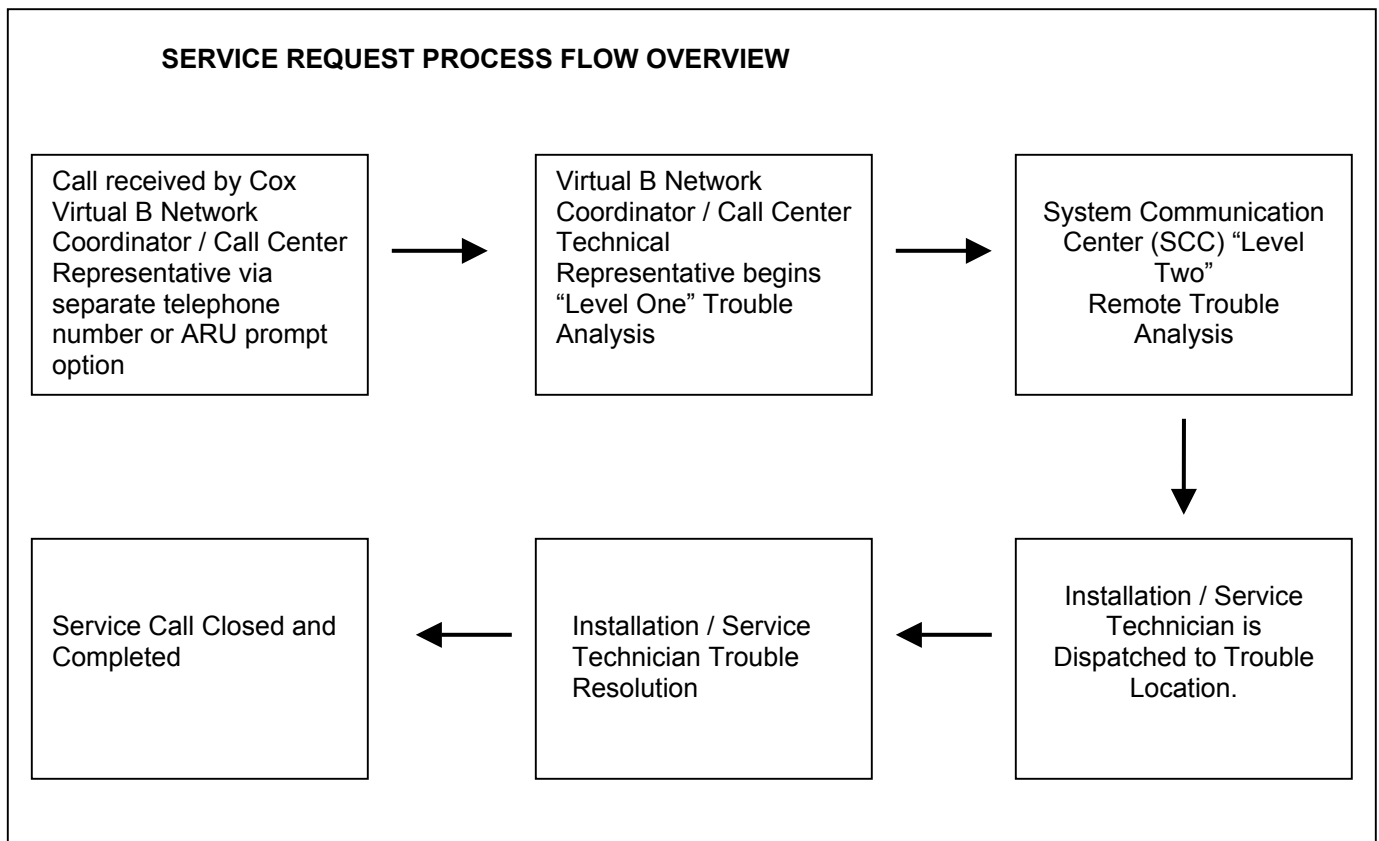 SERVICE REQUEST PROCESS FLOW OVERVIEW
Call received by Cox
Virtual B Network
Coordinator / Call Center
Representative via
separate telephone
number or ARU prompt
option
Virtual B Network
Coordinator / Call Center
Technical
Representative begins
“Level One” Trouble
Analysis
System Communication
Center (SCC) “Level
Two”
Remote Trouble
Analysis
Installation / Service
Technician is
Dispatched to Trouble
Location.
Installation / Service
Technician Trouble
Resolution
Service Call Closed and
Completed